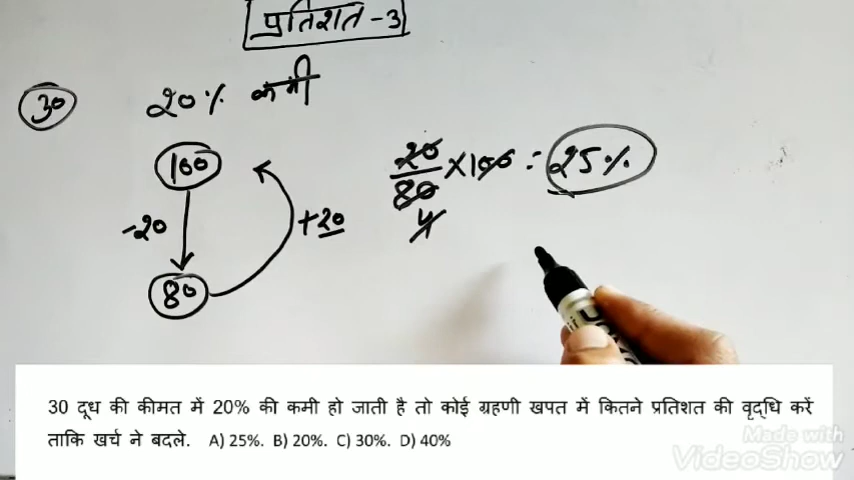 प्रतिशत-3
30 20% कमी
100
20/80 × 100 = 25%
4
-20
+20
80
30 दूध की कीमत में 20% की कमी हो जाती है तो कोई ग्रहणी खपत में कितने प्रतिशत की वृद्धि करें
ताकि खर्च ने बदले. A) 25%. B) 20%. C) 30%. D) 40%
Made with
VideoShow